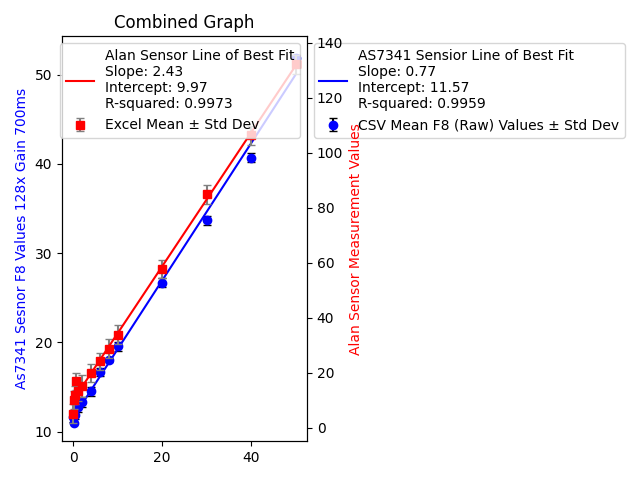 Combined Graph
Alan Sensor Line of Best Fit
Slope: 2.43
Intercept: 9.97
R-squared: 0.9973
Excel Mean ± Std Dev
AS7341 Sensior Line of Best Fit
Slope: 0.77
Intercept: 11.57
R-squared: 0.9959
CSV Mean F8 (Raw) Values ± Std Dev
As7341 Sesnor F8 Values 128x Gain 700ms
50
40
30
20
10
0
20
40
Alan Sensor Measurement Values
140
120
100
80
60
40
20
0